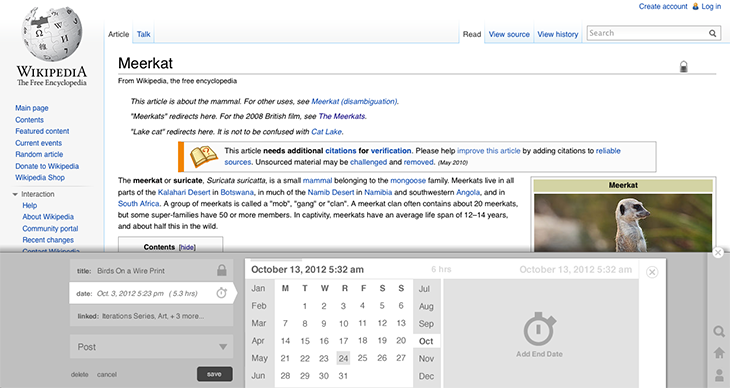 Create account Log in
WIKIPEDIA
The Free Encyclopedia
Article Talk Read View source View history Search
Main page
Contents
Featured content
Current events
Random article
Donate to Wikipedia
Wikipedia Shop
Interaction
Help
About Wikipedia
Community portal
Recent changes
Contact Wikipedia
Meerkat
From Wikipedia, the free encyclopedia
This article is about the mammal. For other uses, see Meerkat (disambiguation).
"Meerkat" redirects here. For the 2008 British film, see The Meerkats.
"Lake cat" redirects here. It is not to be confused with Cat Lake.
This article needs additional citations for verification. Please help improve this article by adding citations to reliable
sources. Unsourced material may be challenged and removed. (May 2010)
The meerkat or suricate, Suricata suricatta, is a small mammal belonging to the mongoose family. Meerkats live in all
parts of the Kalahari Desert in Botswana, in much of the Namib Desert in Namibia and southwestern Angola, and in
South Africa. A group of meerkats is called a "mob", "gang" or "clan". A meerkat clan often contains about 20 meerkats,
but some super-families have 50 or more members. In captivity, meerkats have an average life span of 12–14 years,
and about half this in the wild.
Contents [hide]
Meerkat
title: Birds On a Wire Print
date: Oct. 3, 2012 5:23 pm ( 5.3 hrs)
linked: Iterations Series, Art, + 3 more...
Post
delete cancel save
October 13, 2012 5:32 am 6 hrs October 13, 2012 5:32 am
Jan M T W R F S S Jul
Feb 1 2 3 4 5 6 Aug
Mar 7 8 9 10 11 12 13 Sep
Apr 14 15 16 17 18 19 20 Oct
May 21 22 23 24 25 26 27 Nov
Jun 28 29 30 31 Dec
Add End Date